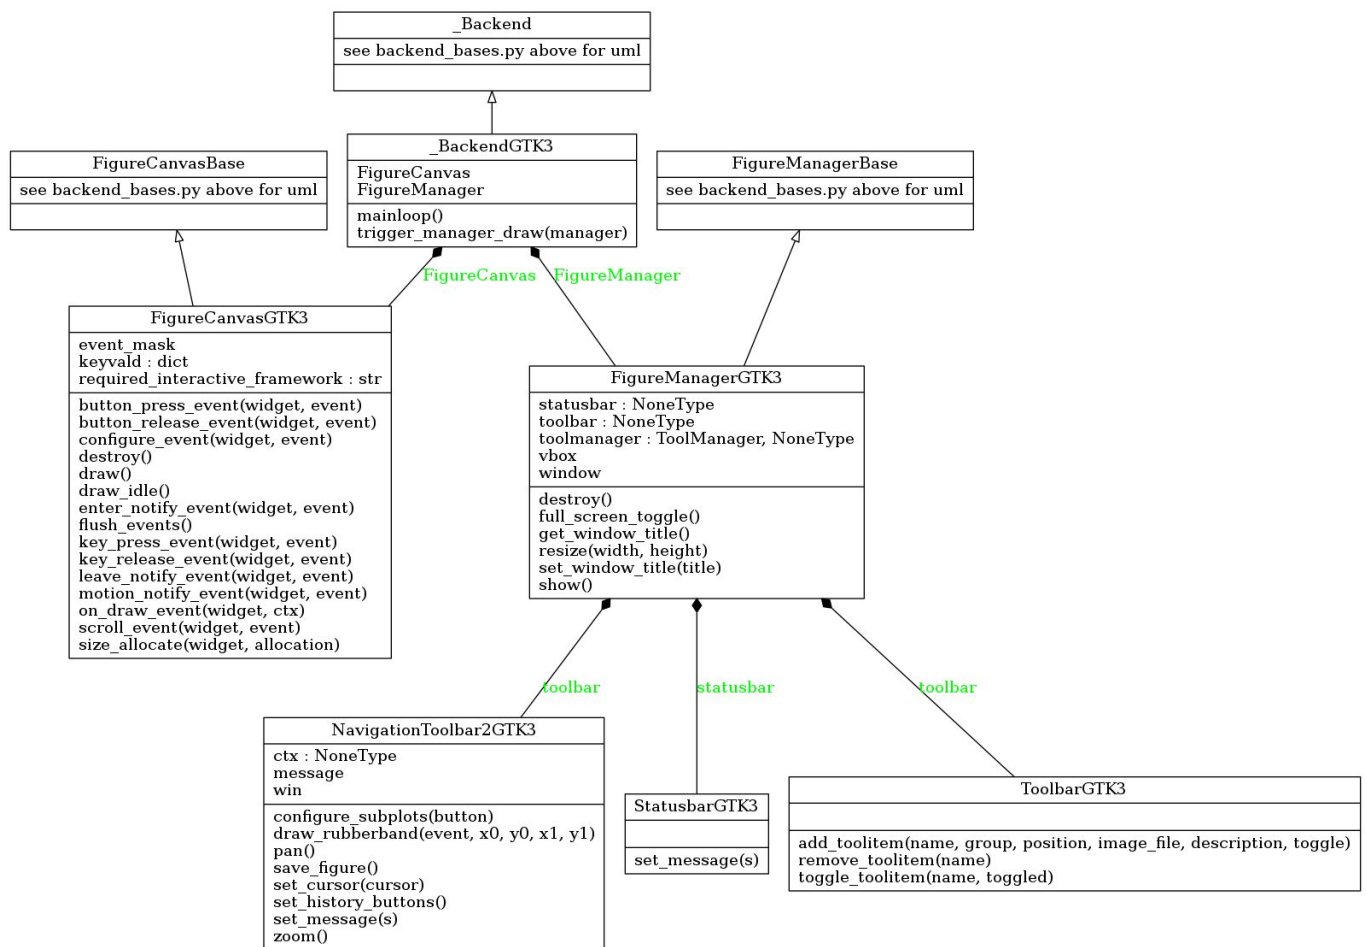 _Backend
see backend_bases.py above for uml
_BackendGTK3
FigureCanvas
FigureManager
mainloop()
trigger_manager_draw(manager)
FigureCanvasBase
see backend_bases.py above for uml
FigureManagerBase
see backend_bases.py above for uml
FigureCanvas
FigureManager
FigureCanvasGTK3
event_mask
keyvald : dict
required_interactive_framework : str
button_press_event(widget, event)
button_release_event(widget, event)
configure_event(widget, event)
destroy()
draw()
draw_idle()
enter_notify_event(widget, event)
flush_events()
key_press_event(widget, event)
key_release_event(widget, event)
leave_notify_event(widget, event)
motion_notify_event(widget, event)
on_draw_event(widget, ctx)
scroll_event(widget, event)
size_allocate(widget, allocation)
FigureManagerGTK3
statusbar : NoneType
toolbar : NoneType
toolmanager : ToolManager, NoneType
vbox
window
destroy()
full_screen_toggle()
get_window_title()
resize(width, height)
set_window_title(title)
show()
toolbar
statusbar
toolbar
NavigationToolbar2GTK3
ctx : NoneType
message
win
configure_subplots(button)
draw_rubberband(event, x0, y0, x1, y1)
pan()
save_figure()
set_cursor(cursor)
set_history_buttons()
set_message(s)
zoom()
StatusbarGTK3
set_message(s)
ToolbarGTK3
add_toolitem(name, group, position, image_file, description, toggle)
remove_toolitem(name)
toggle_toolitem(name, toggled)